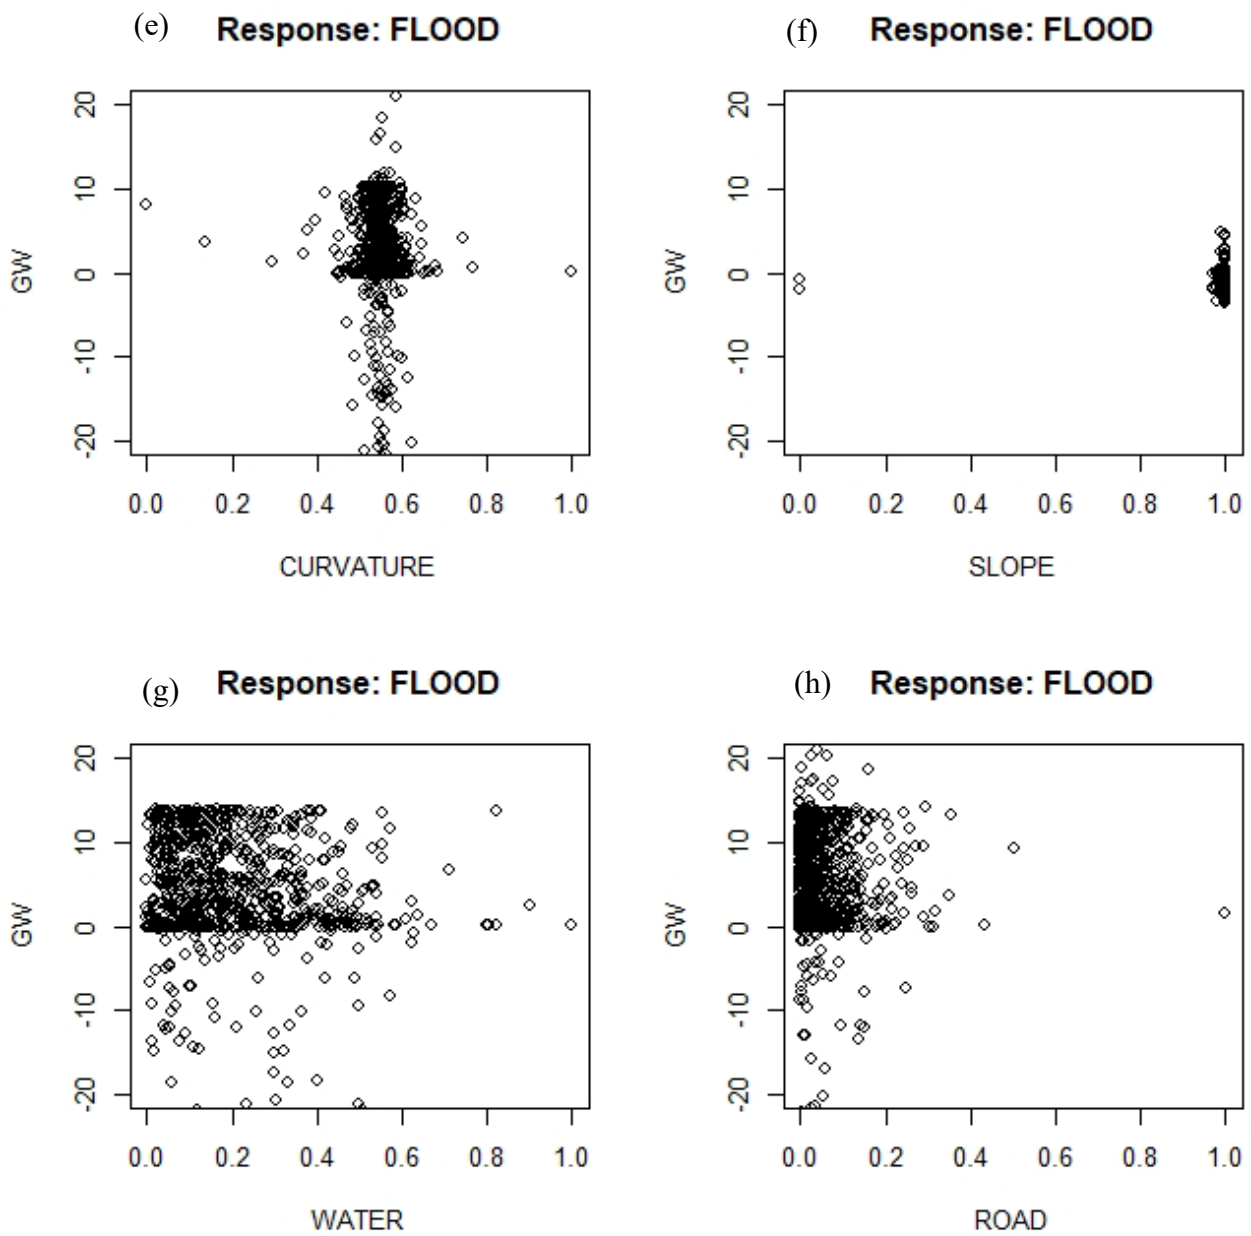 (e) Response: FLOOD
20
10
0
-10
-20
GW
0.0 0.2 0.4 0.6 0.8 1.0
CURVATURE
(f) Response: FLOOD
20
10
0
-10
-20
GW
0.0 0.2 0.4 0.6 0.8 1.0
SLOPE
(g) Response: FLOOD
20
10
0
-10
-20
GW
0.0 0.2 0.4 0.6 0.8 1.0
WATER
(h) Response: FLOOD
20
10
0
-10
-20
GW
0.0 0.2 0.4 0.6 0.8 1.0
ROAD